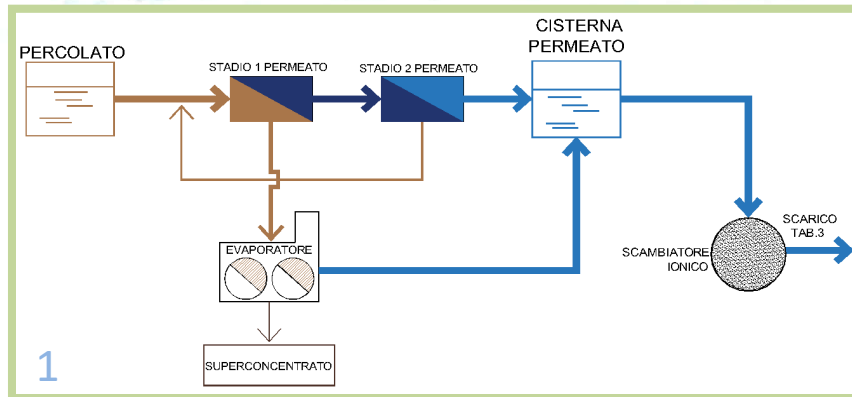 PERCOLATO
STADIO 1 PERMEATO
STADIO 2 PERMEATO
CISTERNA
PERMEATO
EVAPORATORE
SUPERCONCENTRATO
SCAMBIATORE
IONICO
SCARICO
TAB.3
1